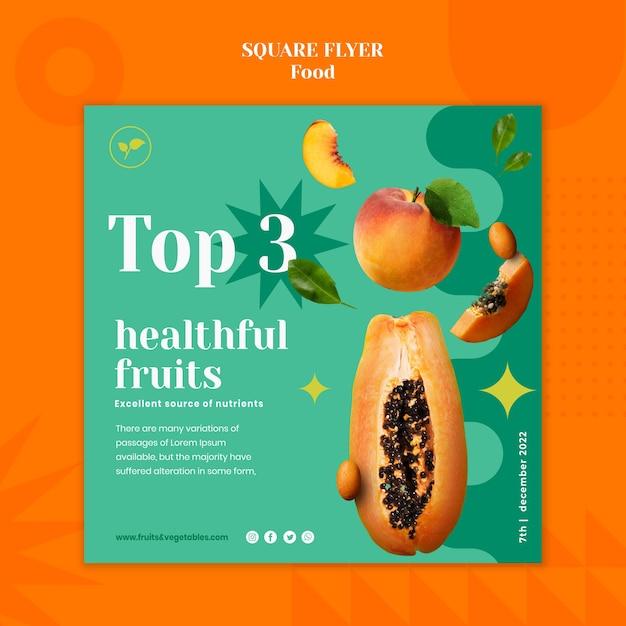 SQUARE FLYER
Food
Top 3
healthful
fruits
Excellent source of nutrients
There are many variations of
passages of Lorem Ipsum
available, but the majority have
suffered alteration in some form,
www.fruits&vegetables.com
7th | december 2022